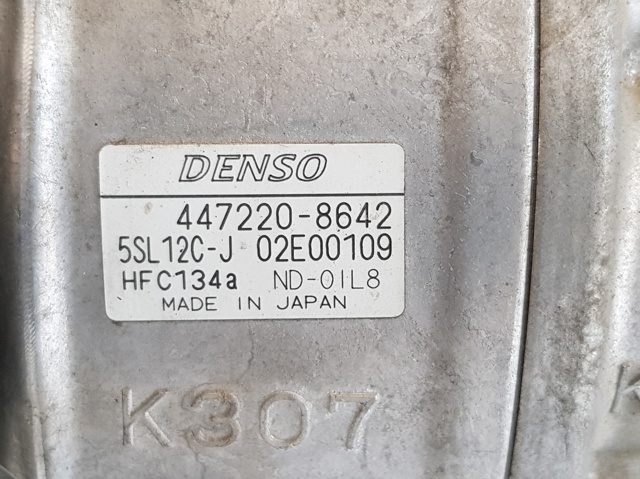 DENSO
447220-8642
5SL12C-J 02E00109
HFC134a ND-OIL8
MADE IN JAPAN
K307